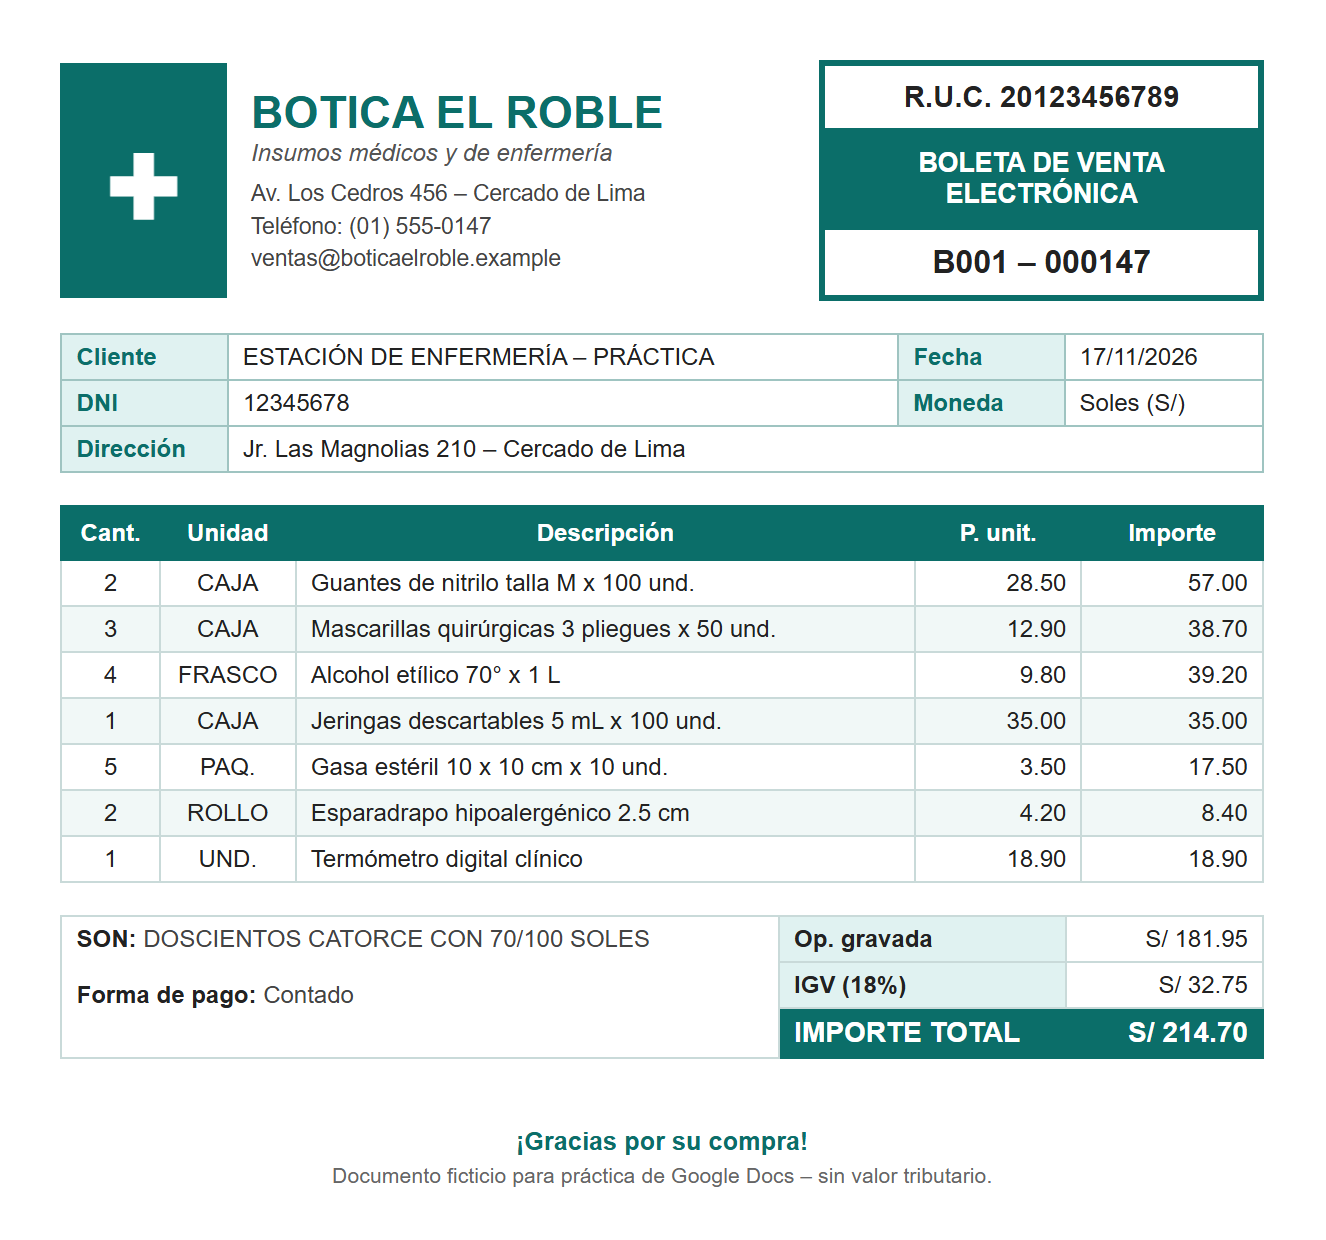 BOTICA EL ROBLE
Insumos médicos y de enfermería
Av. Los Cedros 456 – Cercado de Lima
Teléfono: (01) 555-0147
ventas@boticaelroble.example
R.U.C. 20123456789
BOLETA DE VENTA
ELECTRÓNICA
B001 – 000147
Cliente ESTACIÓN DE ENFERMERÍA – PRÁCTICA Fecha 17/11/2026
DNI 12345678 Moneda Soles (S/)
Dirección Jr. Las Magnolias 210 – Cercado de Lima
Cant. Unidad Descripción P. unit. Importe
2 CAJA Guantes de nitrilo talla M x 100 und. 28.50 57.00
3 CAJA Mascarillas quirúrgicas 3 pliegues x 50 und. 12.90 38.70
4 FRASCO Alcohol etílico 70° x 1 L 9.80 39.20
1 CAJA Jeringas descartables 5 mL x 100 und. 35.00 35.00
5 PAQ. Gasa estéril 10 x 10 cm x 10 und. 3.50 17.50
2 ROLLO Esparadrapo hipoalergénico 2.5 cm 4.20 8.40
1 UND. Termómetro digital clínico 18.90 18.90
SON: DOSCIENTOS CATORCE CON 70/100 SOLES
Forma de pago: Contado
Op. gravada S/ 181.95
IGV (18%) S/ 32.75
IMPORTE TOTAL S/ 214.70
¡Gracias por su compra!
Documento ficticio para práctica de Google Docs – sin valor tributario.